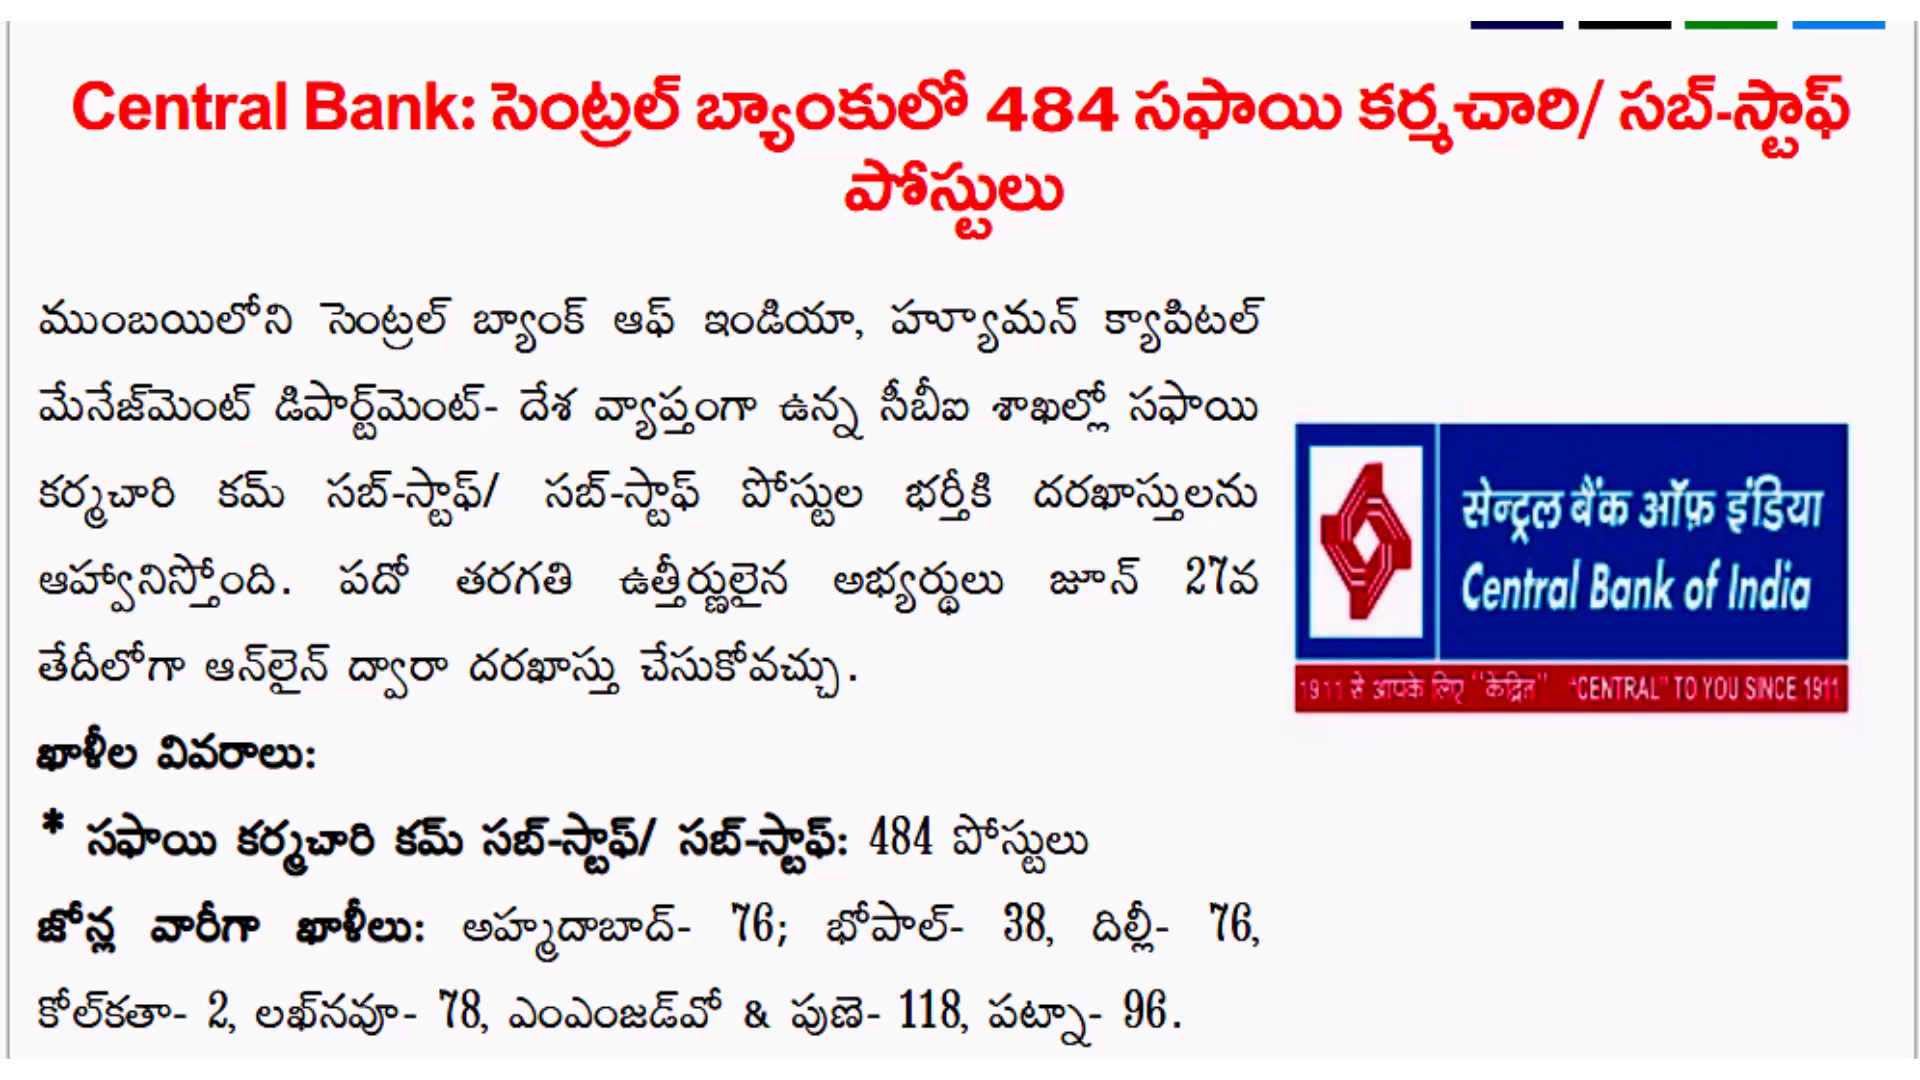 Central Bank: సెంట్రల్ బ్యాంకులో 484 సఫాయి కర్మచారి/ సబ్-స్టాఫ్
పోస్టులు
ముంబయిలోని సెంట్రల్ బ్యాంక్ ఆఫ్ ఇండియా, హ్యూమన్ క్యాపిటల్
మేనేజ్‌మెంట్ డిపార్ట్‌మెంట్- దేశ వ్యాప్తంగా ఉన్న సీబీఐ శాఖల్లో సఫాయి
కర్మచారి కమ్ సబ్-స్టాఫ్/ సబ్-స్టాఫ్ పోస్టుల భర్తీకి దరఖాస్తులను
ఆహ్వానిస్తోంది. పదో తరగతి ఉత్తీర్ణులైన అభ్యర్థులు జూన్ 27వ
తేదీలోగా ఆన్‌లైన్ ద్వారా దరఖాస్తు చేసుకోవచ్చు.
ఖాళీల వివరాలు:
* సఫాయి కర్మచారి కమ్ సబ్-స్టాఫ్/ సబ్-స్టాఫ్: 484 పోస్టులు
జోన్ల వారీగా ఖాళీలు: అహ్మదాబాద్- 76; భోపాల్- 38, దిల్లీ- 76,
కోల్‌కతా- 2, లఖ్‌నవూ- 78, ఎంఎంజడ్‌వో & పుణె- 118, పట్నా- 96.
सेन्ट्रल बैंक ऑफ़ इंडिया
Central Bank of India
1911 से आपके लिए "केंद्रित" "CENTRAL" TO YOU SINCE 1911